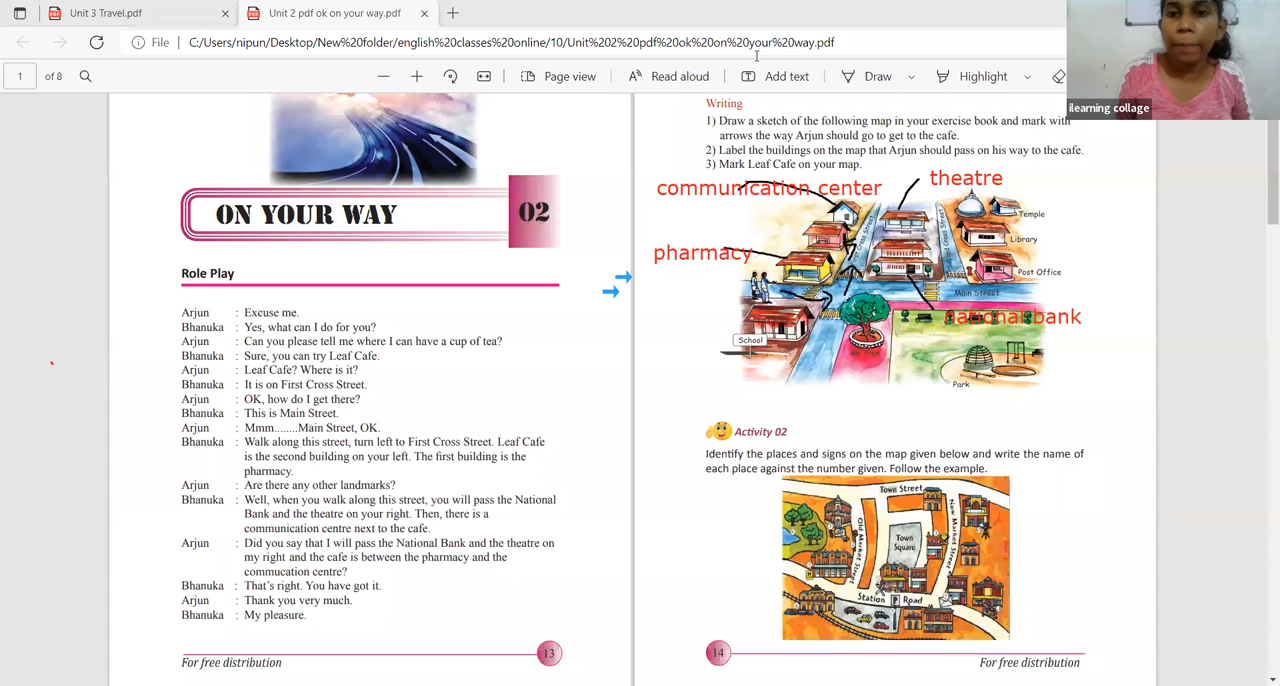 Unit 3 Travel.pdf
Unit 2 pdf ok on your way.pdf
File
C:/Users/nipun/Desktop/New%20folder/english%20classes%20online/10/Unit%202%20pdf%20ok%20on%20your%20way.pdf
1 of 8
Page view
Read aloud
Add text
Draw
Highlight
ilearning collage
ON YOUR WAY
02
Role Play
Arjun : Excuse me.
Bhanuka : Yes, what can I do for you?
Arjun : Can you please tell me where I can have a cup of tea?
Bhanuka : Sure, you can try Leaf Cafe.
Arjun : Leaf Cafe? Where is it?
Bhanuka : It is on First Cross Street.
Arjun : OK, how do I get there?
Bhanuka : This is Main Street.
Arjun : Mmm........Main Street, OK.
Bhanuka : Walk along this street, turn left to First Cross Street. Leaf Cafe
is the second building on your left. The first building is the
pharmacy.
Arjun : Are there any other landmarks?
Bhanuka : Well, when you walk along this street, you will pass the National
Bank and the theatre on your right. Then, there is a
communication centre next to the cafe.
Arjun : Did you say that I will pass the National Bank and the theatre on
my right and the cafe is between the pharmacy and the
commucation centre?
Bhanuka : That's right. You have got it.
Arjun : Thank you very much.
Bhanuka : My pleasure.
For free distribution
13
Writing
1) Draw a sketch of the following map in your exercise book and mark with
arrows the way Arjun should go to get to the cafe.
2) Label the buildings on the map that Arjun should pass on his way to the cafe.
3) Mark Leaf Cafe on your map.
communication center
theatre
pharmacy
national bank
Temple
Library
Post Office
Cross Street
Cross Street
Main Street
School
Park
Activity 02
Identify the places and signs on the map given below and write the name of
each place against the number given. Follow the example.
Town Street
Old Market Street
New Market Street
Town
Square
Station
P
Road
14
For free distribution